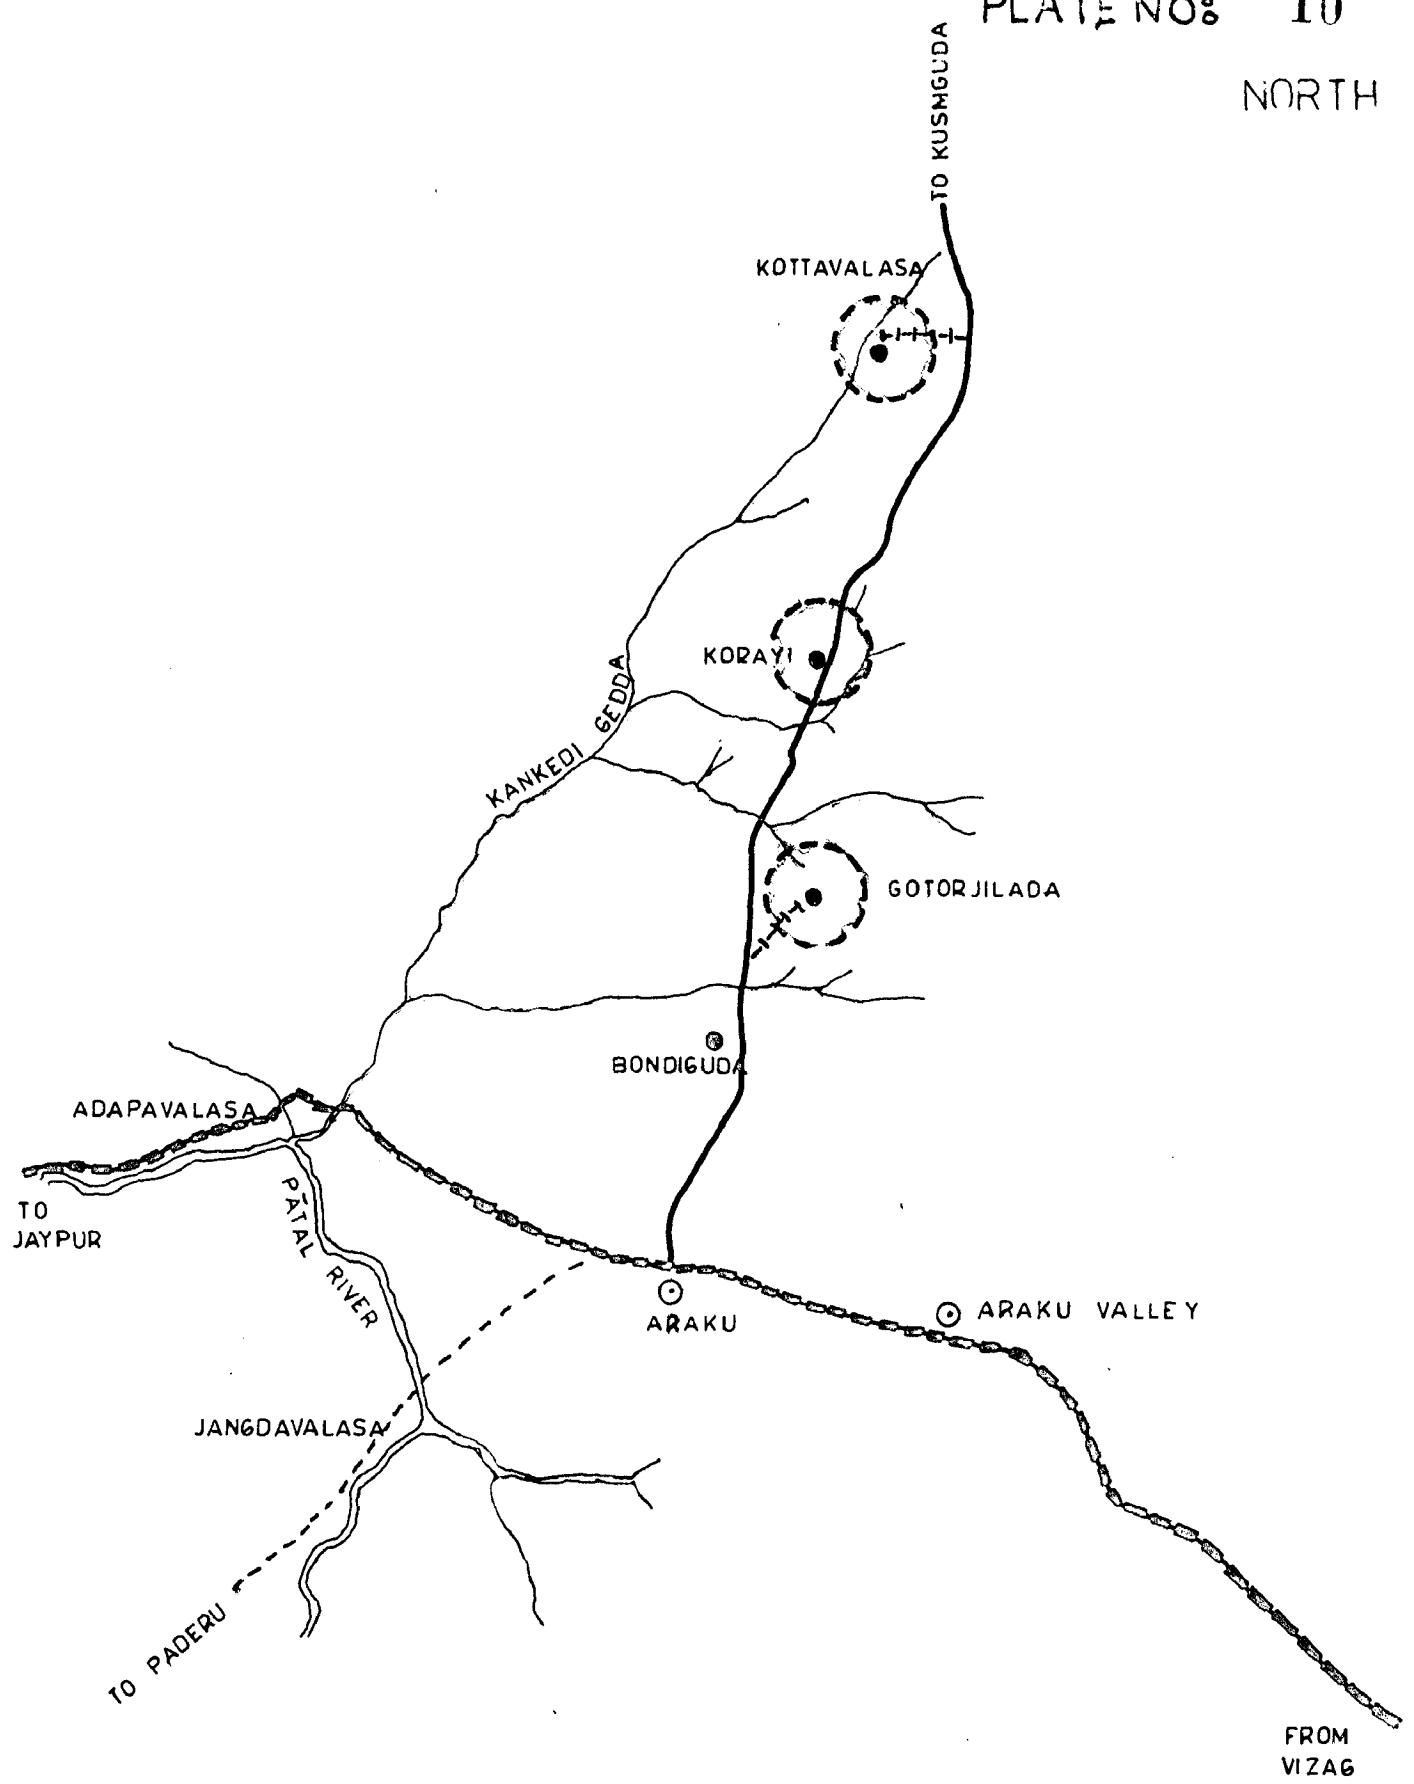 PLATE NO: 10
NORTH
TO KUSMGUDA
KOTTAVALASA
KORAYI
KANKEDI GEDDA
GOTORJILADA
BONDIGUDA
ADAPAVALASA
TO
JAYPUR
PĀTAL RIVER
ARAKU
ARAKU VALLEY
JANGDAVALASA
TO PADERU
FROM
VIZAG